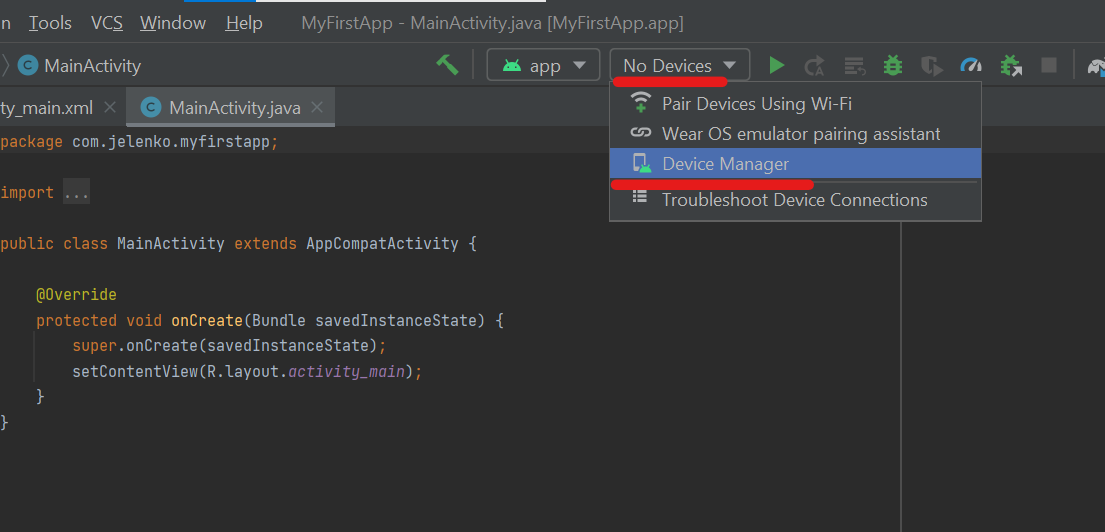 n Tools VCS Window Help MyFirstApp - MainActivity.java [MyFirstApp.app]
MainActivity app No Devices
ty_main.xml MainActivity.java
Pair Devices Using Wi-Fi
Wear OS emulator pairing assistant
Device Manager
Troubleshoot Device Connections
package com.jelenko.myfirstapp;
import ...
public class MainActivity extends AppCompatActivity {
@Override
protected void onCreate(Bundle savedInstanceState) {
super.onCreate(savedInstanceState);
setContentView(R.layout.activity_main);
}
}